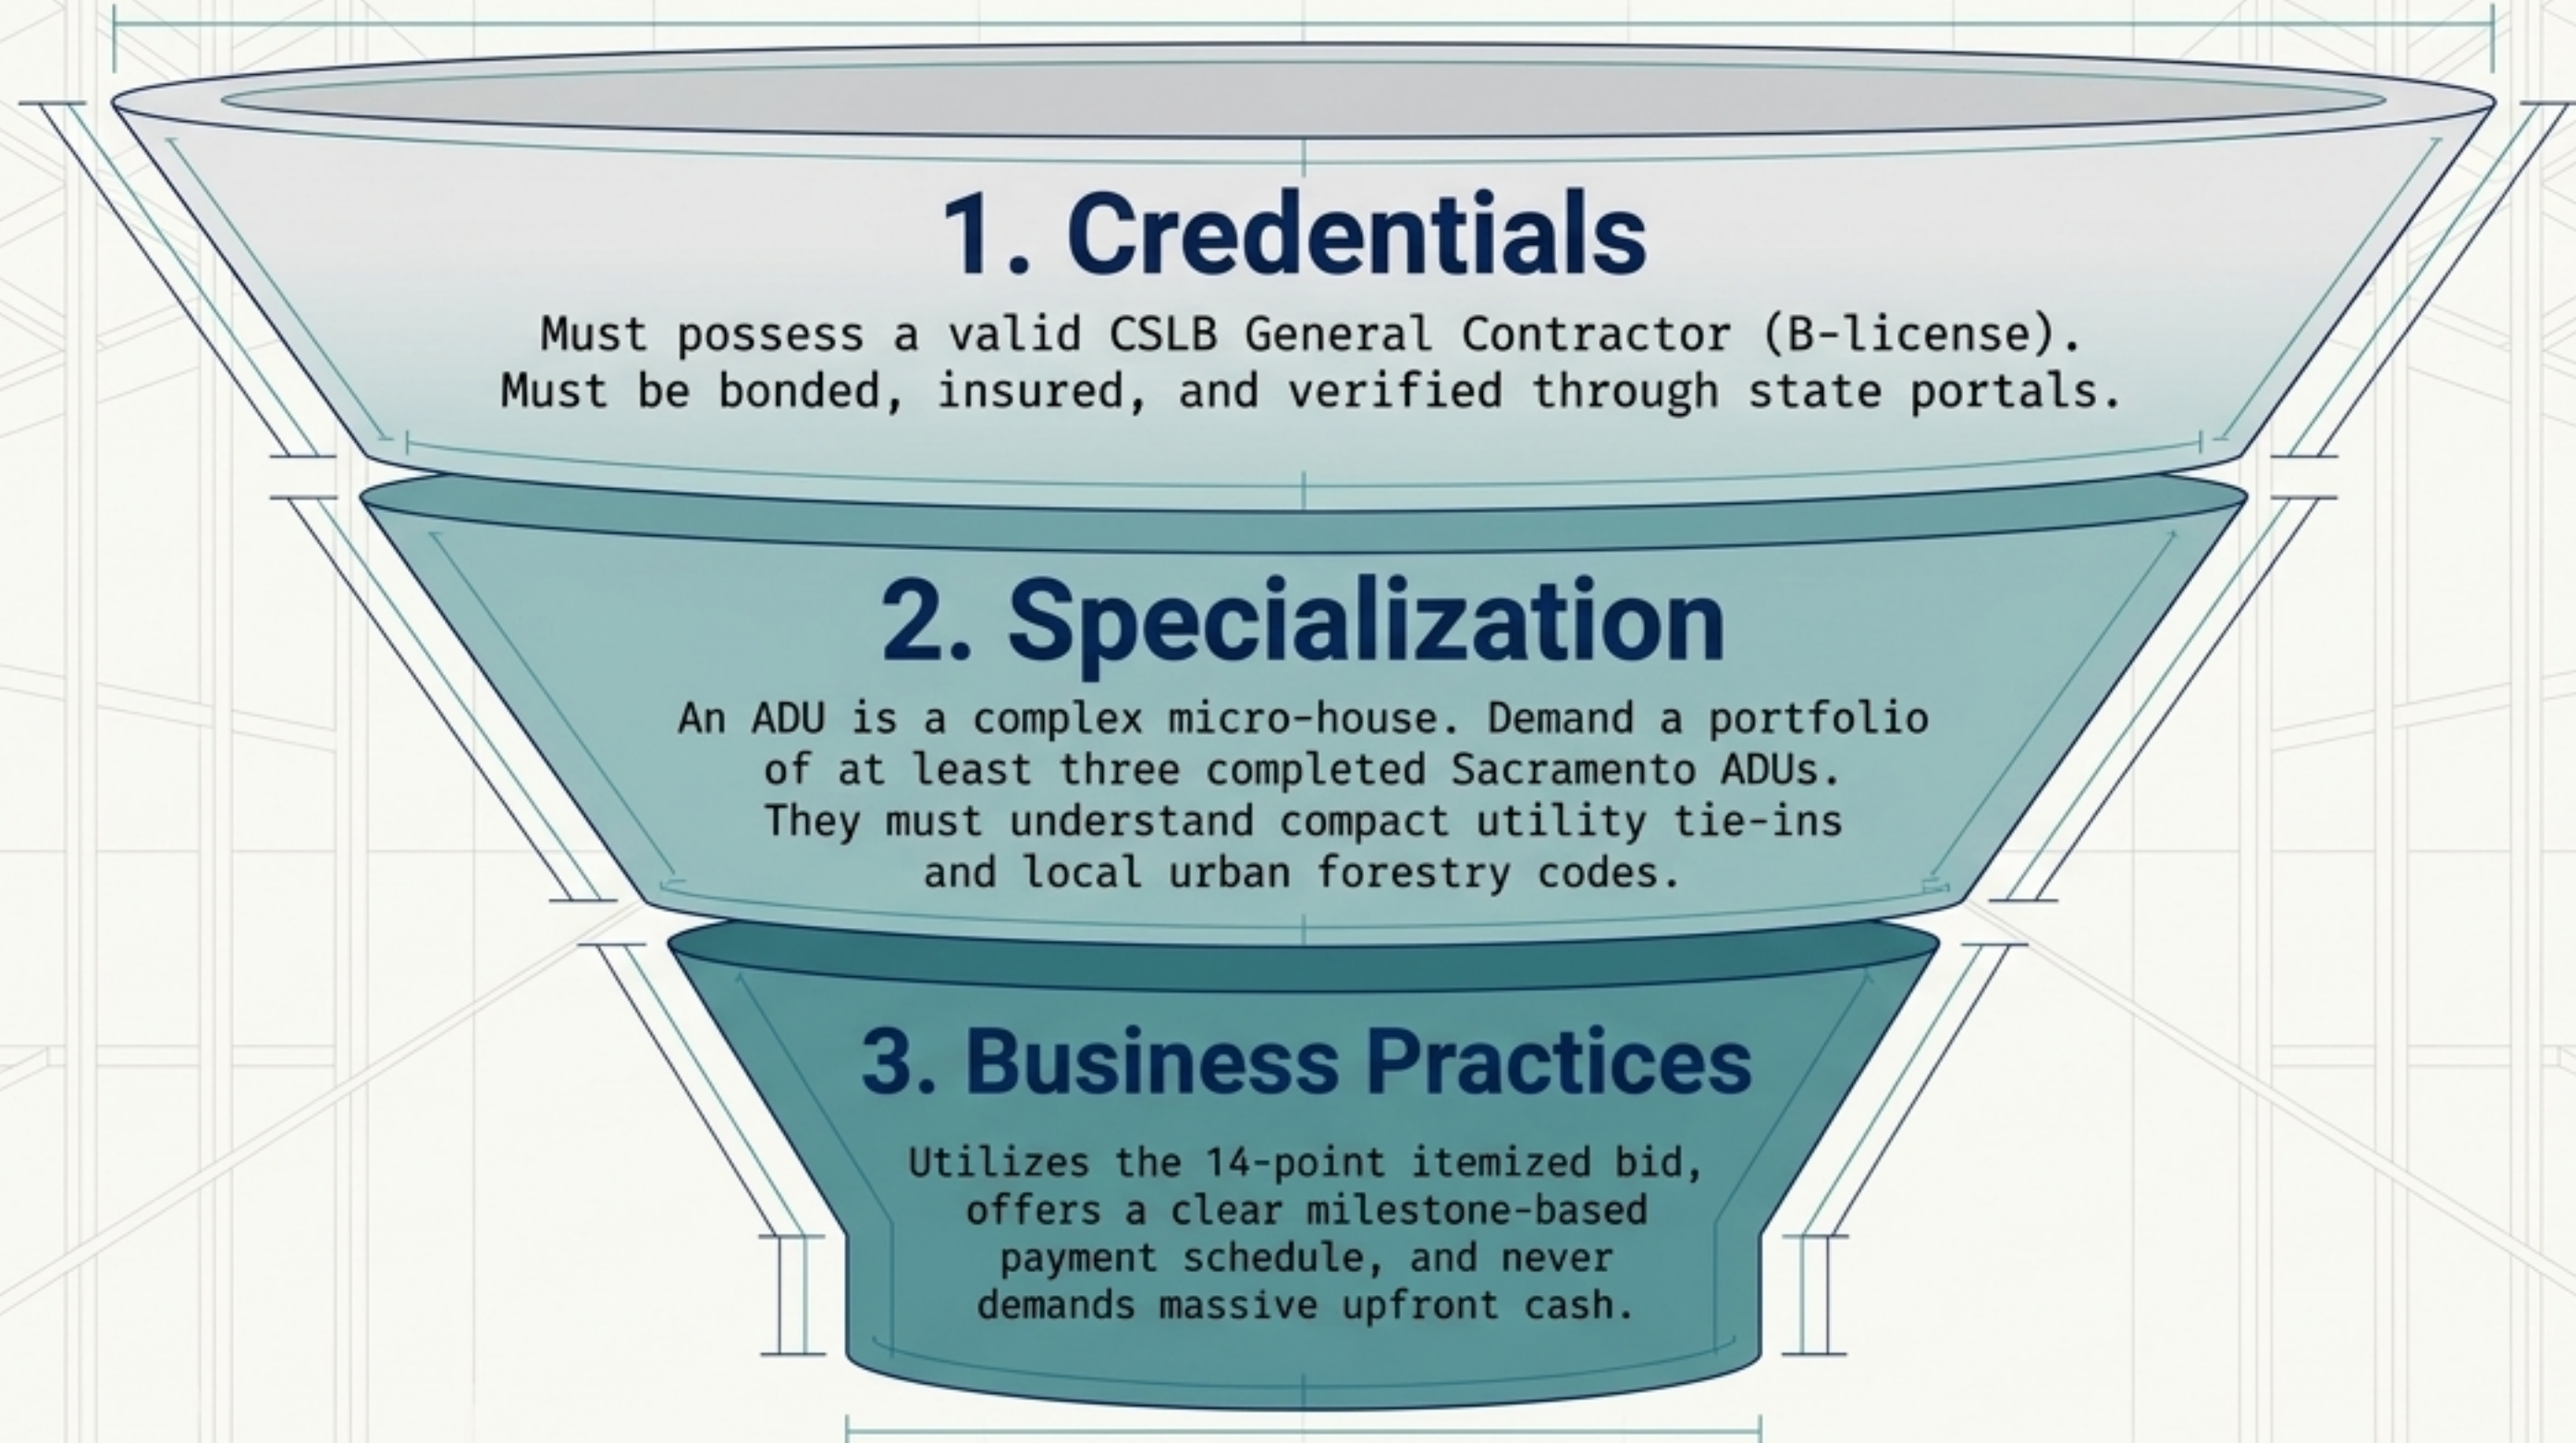 1. Credentials
Must possess a valid CSLB General Contractor (B-license).
Must be bonded, insured, and verified through state portals.
2. Specialization
An ADU is a complex micro-house. Demand a portfolio
of at least three completed Sacramento ADUs.
They must understand compact utility tie-ins
and local urban forestry codes.
3. Business Practices
Utilizes the 14-point itemized bid,
offers a clear milestone-based
payment schedule, and never
demands massive upfront cash.